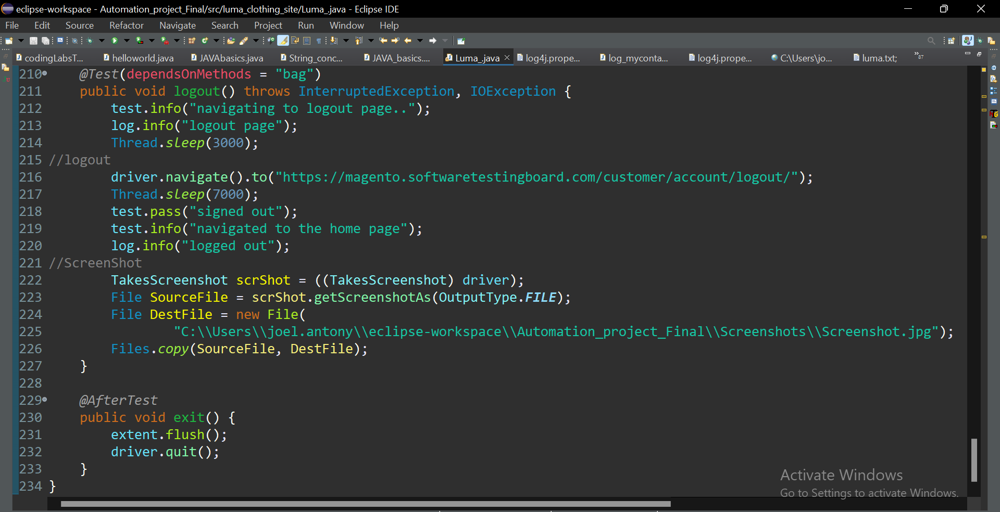 eclipse-workspace - Automation_project_Final/src/luma_clothing_site/Luma_.java - Eclipse IDE
File Edit Source Refactor Navigate Search Project Run Window Help
codingLabsT... helloworld.java JAVAbasics.java String_conc... JAVA_basics.... Luma_.java log4j.prope... log_myconta... log4j.prope... C:\Users\jo... luma.txt; »87
210 @Test(dependsOnMethods = "bag")
211 public void logout() throws InterruptedException, IOException {
212 test.info("navigating to logout page..");
213 log.info("logout page");
214 Thread.sleep(3000);
215 //logout
216 driver.navigate().to("https://magento.softwaretestingboard.com/customer/account/logout/");
217 Thread.sleep(7000);
218 test.pass("signed out");
219 test.info("navigated to the home page");
220 log.info("logged out");
221 //ScreenShot
222 TakesScreenshot scrShot = ((TakesScreenshot) driver);
223 File SourceFile = scrShot.getScreenshotAs(OutputType.FILE);
224 File DestFile = new File(
225 "C:\\Users\\joel.antony\\eclipse-workspace\\Automation_project_Final\\Screenshots\\Screenshot.jpg");
226 Files.copy(SourceFile, DestFile);
227 }
228
229 @AfterTest
230 public void exit() {
231 extent.flush();
232 driver.quit();
233 }
234 }
Activate Windows
Go to Settings to activate Windows.